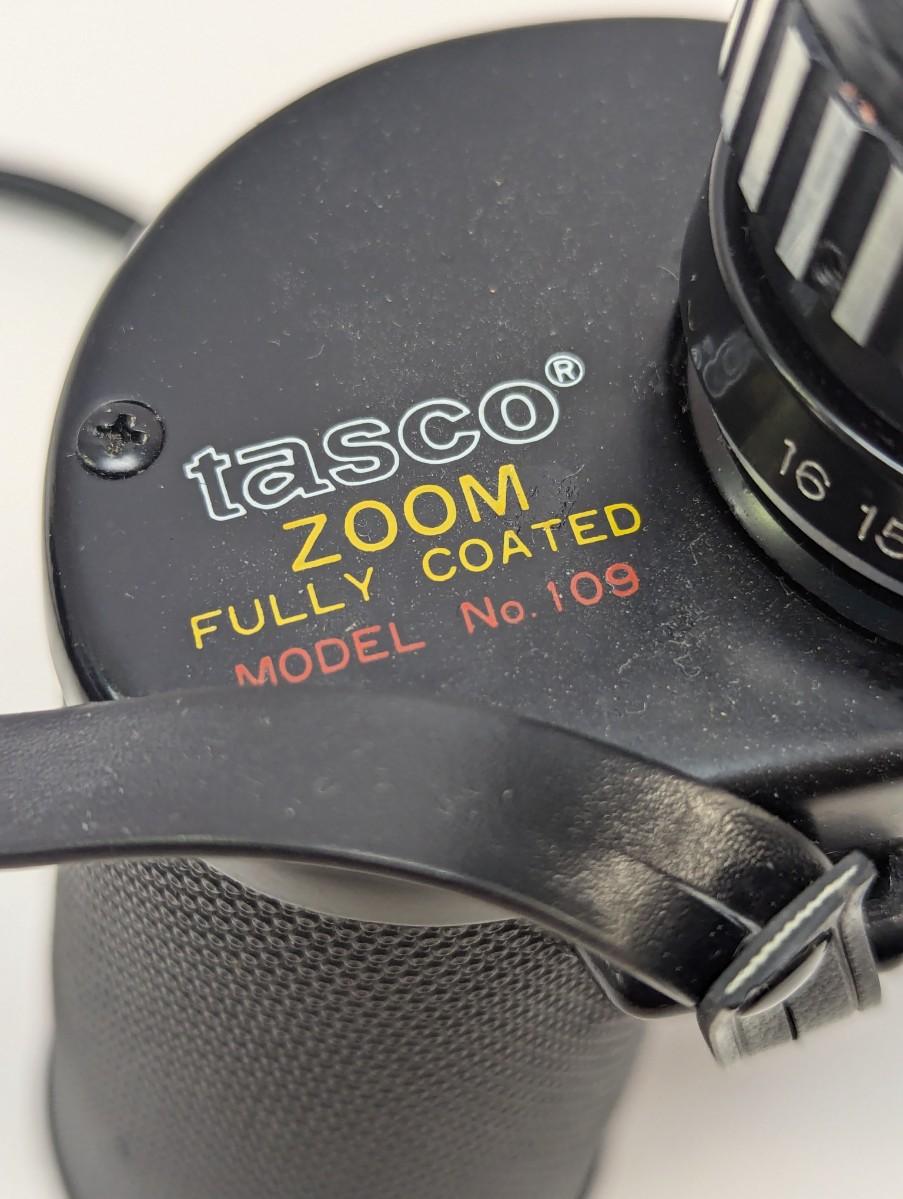 tasco®
ZOOM
FULLY COATED
MODEL No. 109
16 15